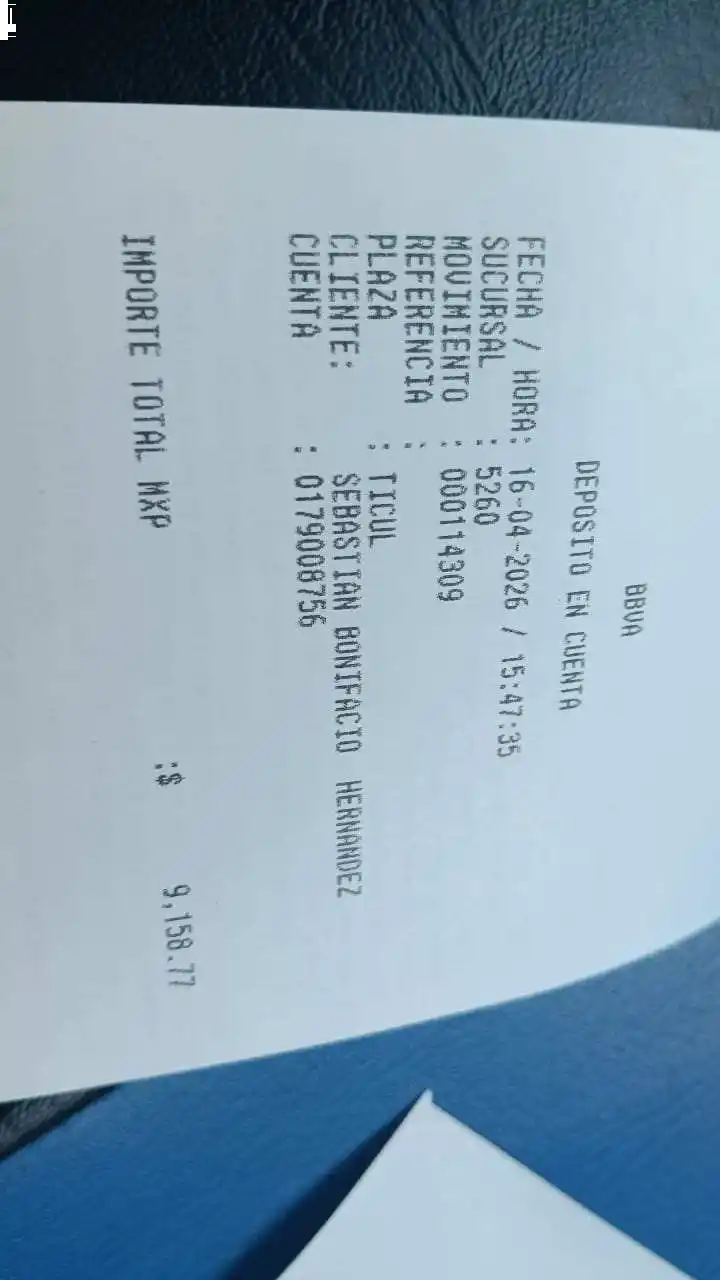 BBVA
DEPOSITO EN CUENTA
FECHA / HORA: 16-04-2026 / 15:47:35
SUCURSAL : 5260
MOVIMIENTO : 000114309
REFERENCIA :
PLAZA : TICUL
CLIENTE: SEBASTIAN BONIFACIO HERNANDEZ
CUENTA : 0179008756
IMPORTE TOTAL MXP :$ 9,158.77